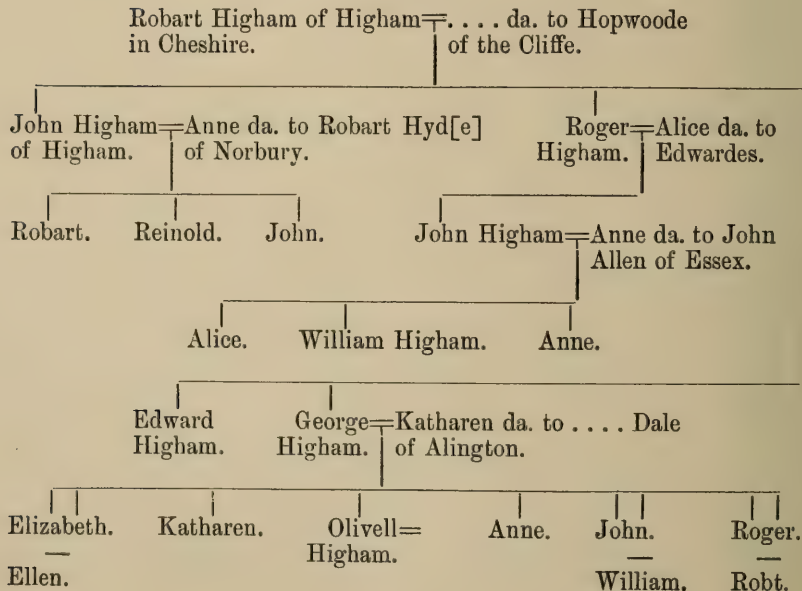 Robart Higham of Higham=. . . . da. to Hopwoode
in Cheshire. of the Cliffe.
John Higham=Anne da. to Robart Hyd[e]
of Higham. of Norbury.
Roger=Alice da. to
Higham. Edwardes.
Robart. Reinold. John.
John Higham=Anne da. to John
Allen of Essex.
Alice. William Higham. Anne.
Edward
Higham.
George=Katharen da. to . . . . Dale
Higham. of Alington.
Elizabeth. Katharen. Olivell= Anne. John. Roger.
Higham.
Ellen. William. Robt.